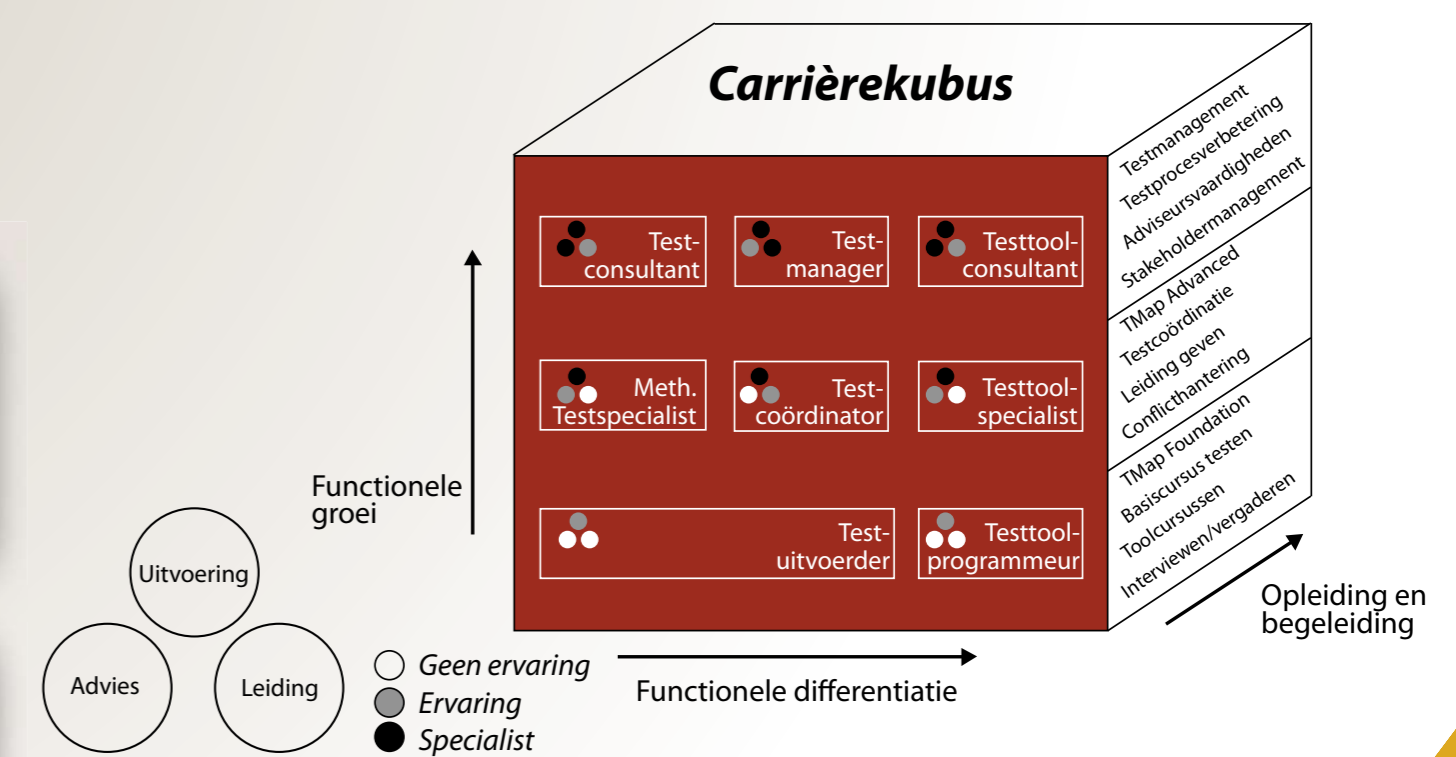 Carrièrekubus
Test-
consultant
Test-
manager
Testtool-
consultant
Meth.
Testspecialist
Test-
coördinator
Testtool-
specialist
Test-
uitvoerder
Testtool-
programmeur
Testmanagement
Testprocesverbetering
Adviseursvaardigheden
Stakeholdermanagement
TMap Advanced
Testcoördinatie
Leiding geven
Conflicthantering
TMap Foundation
Basiscursus testen
Toolcursussen
Interviewen/vergaderen
Functionele
groei
Uitvoering
Advies
Leiding
Geen ervaring
Ervaring
Specialist
Functionele differentiatie
Opleiding en
begeleiding